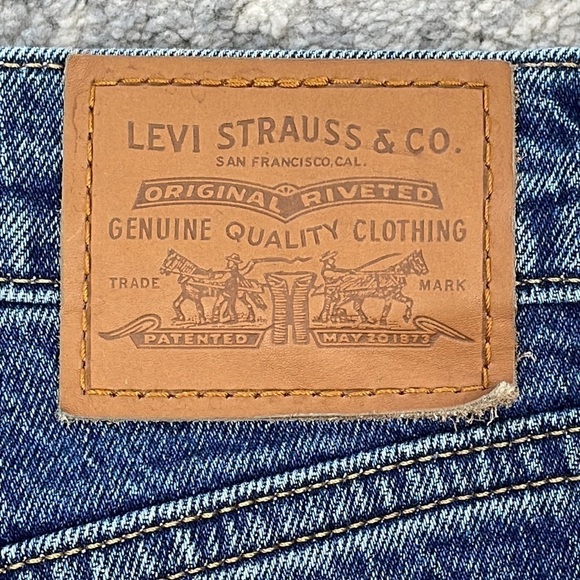 LEVI STRAUSS & CO.
SAN FRANCISCO, CAL.
ORIGINAL RIVETED
GENUINE QUALITY CLOTHING
TRADE MARK
PATENTED MAY 20 1873